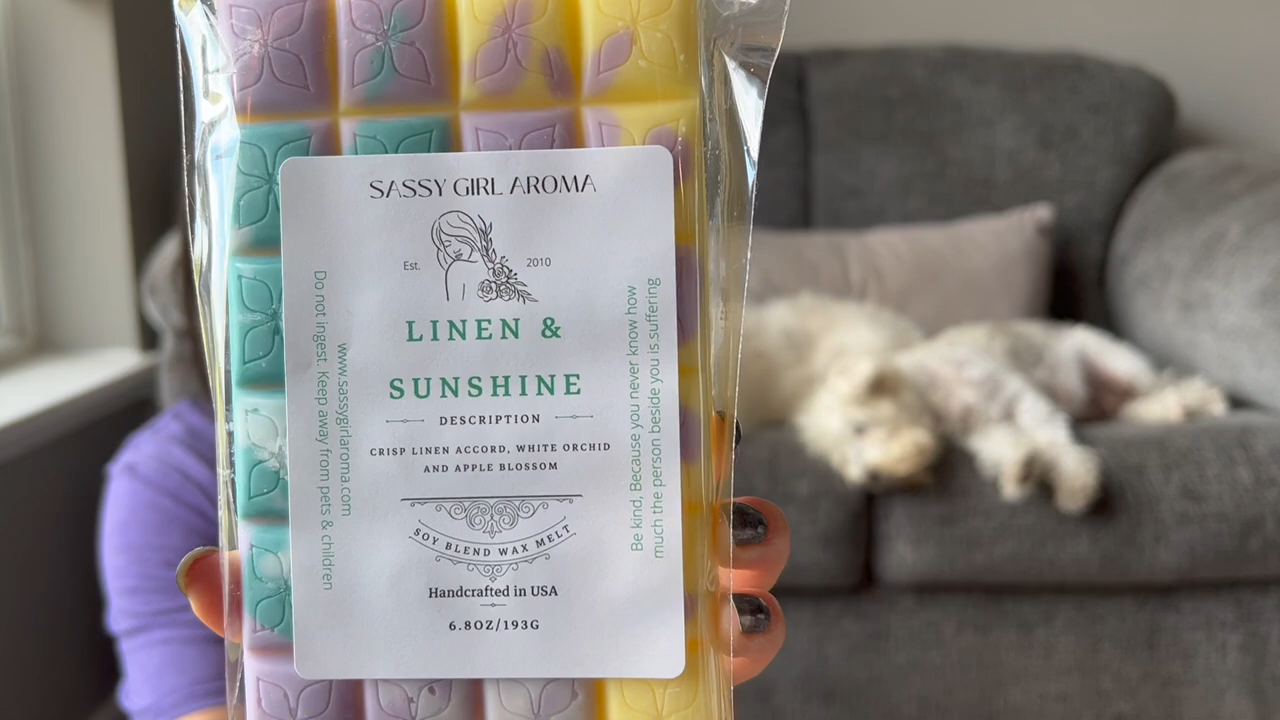 SASSY GIRL AROMA
Est. 2010
LINEN &
SUNSHINE
DESCRIPTION
CRISP LINEN ACCORD, WHITE ORCHID
AND APPLE BLOSSOM
SOY BLEND WAX MELT
Handcrafted in USA
6.8OZ/193G
www.sassygirlaroma.com
Do not ingest. Keep away from pets & children
Be kind, Because you never know how
much the person beside you is suffering